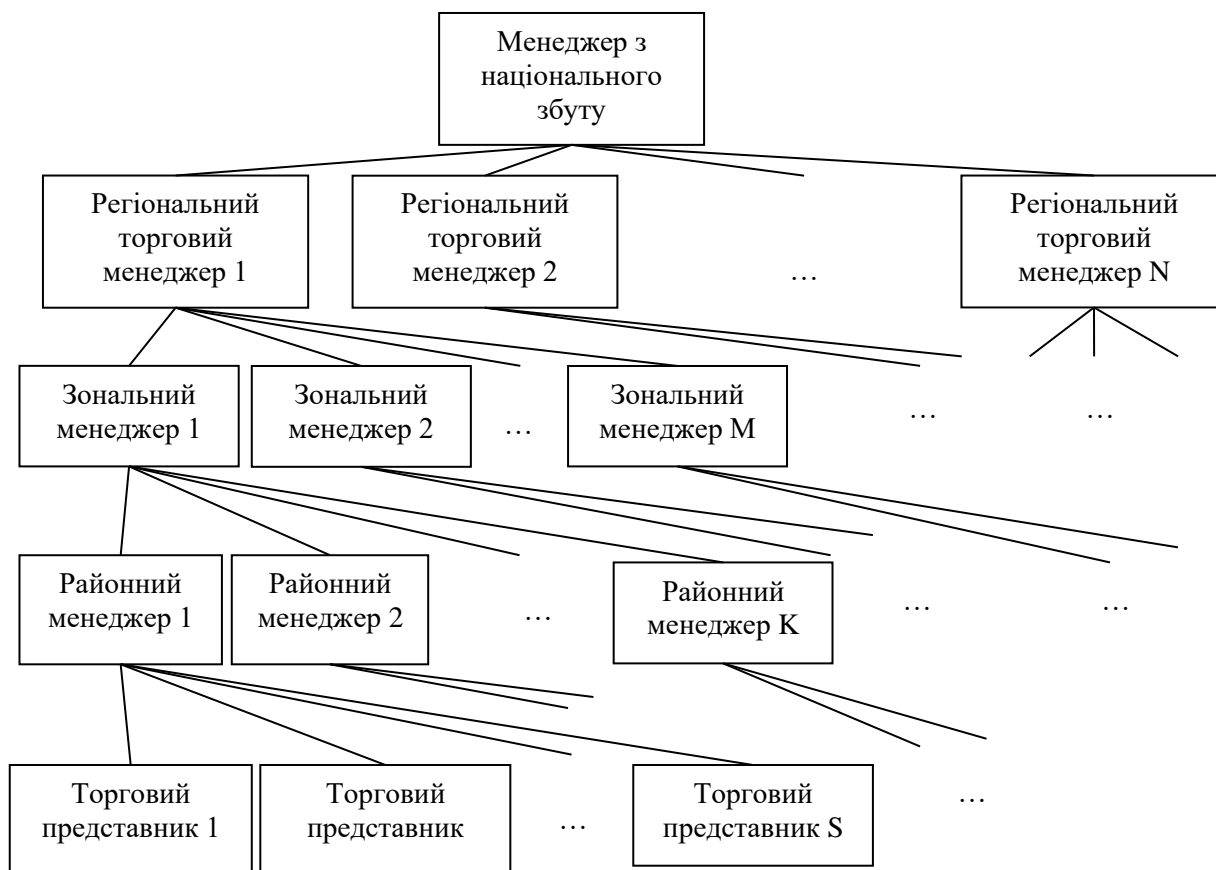 Менеджер з
національного
збуту
Регіональний
торговий
менеджер 1
Регіональний
торговий
менеджер 2
…
Регіональний
торговий
менеджер N
Зональний
менеджер 1
Зональний
менеджер 2
…
Зональний
менеджер M
…
…
Районний
менеджер 1
Районний
менеджер 2
…
Районний
менеджер K
…
…
Торговий
представник 1
Торговий
представник
…
Торговий
представник S
…